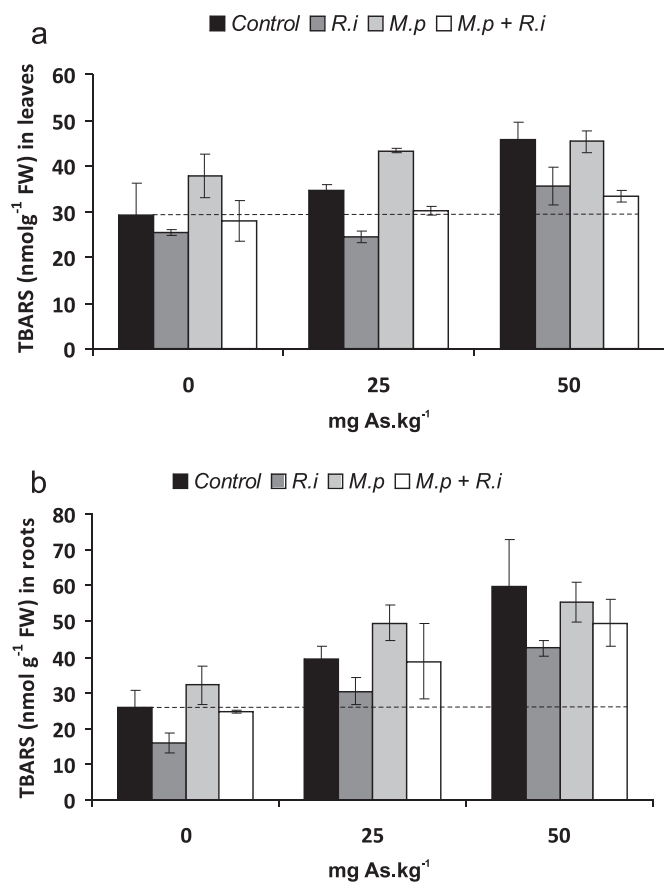 a
Control R.i M.p M.p + R.i
TBARS (nmolg⁻¹ FW) in leaves
60
50
40
30
20
10
0
0 25 50
mg As.kg⁻¹
b
Control R.i M.p M.p + R.i
TBARS (nmol g⁻¹ FW) in roots
80
70
60
50
40
30
20
10
0
0 25 50
mg As.kg⁻¹